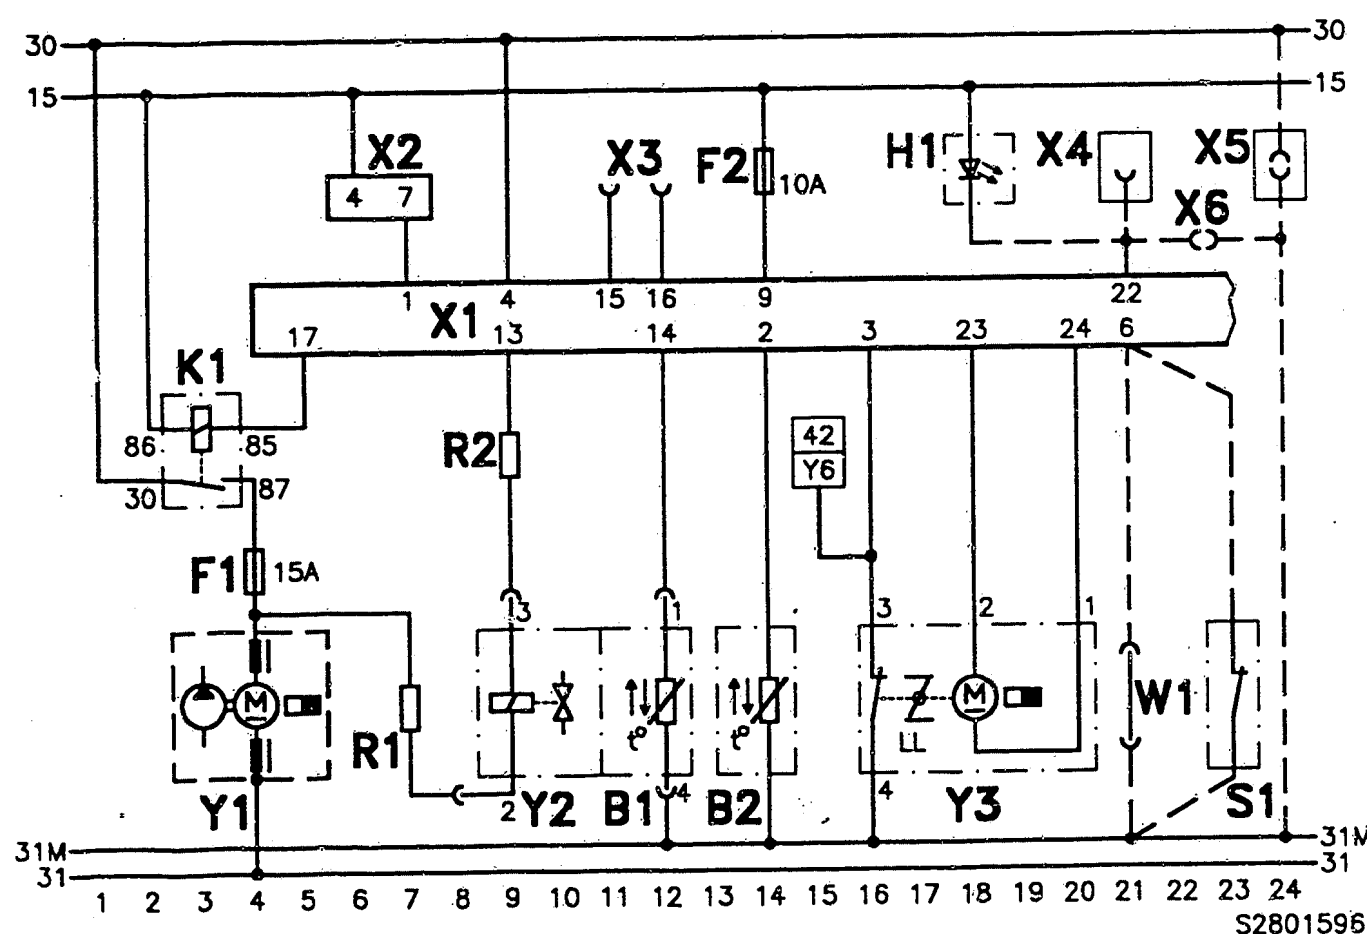 30 30
15 15
X2 X3 F2 10A H1 X4 X5
4 7
X6
1 4 15 16 9 22
X1
17 13 14 2 3 23 24 6
K1
86 85
30 87
R2
42
Y6
F1 15A
3 1 3 2 1
M M
t° t° LL
W1
R1
2 4 4
Y1 Y2 B1 B2 Y3 S1
31M 31M
31 31
1 2 3 4 5 6 7 8 9 10 11 12 13 14 15 16 17 18 19 20 21 22 23 24
S2801596